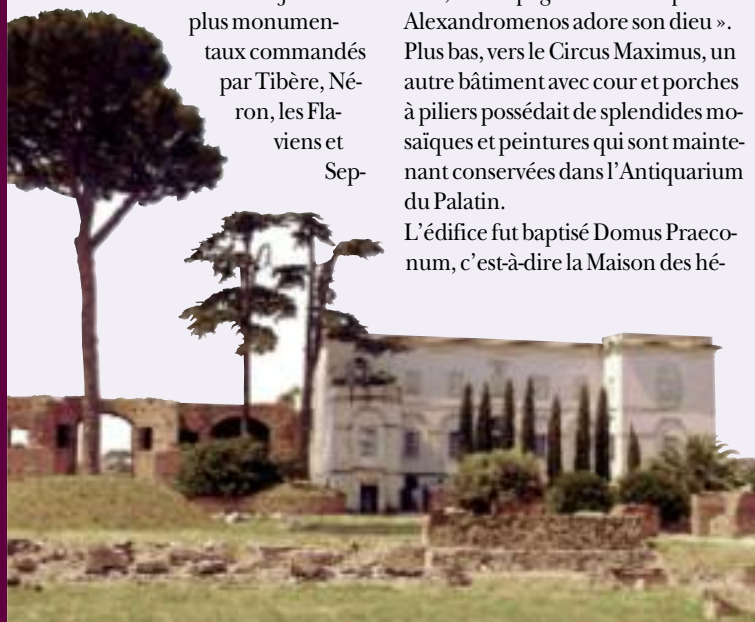 plus monumen-
taux commandés
par Tibère, Né-
ron, les Fla-
viens et
Sep-
Alexandromenos adore son dieu ».
Plus bas, vers le Circus Maximus, un
autre bâtiment avec cour et porches
à piliers possédait de splendides mo-
saïques et peintures qui sont mainte-
nant conservées dans l’Antiquarium
du Palatin.
L’édifice fut baptisé Domus Praeco-
num, c’est-à-dire la Maison des hé-